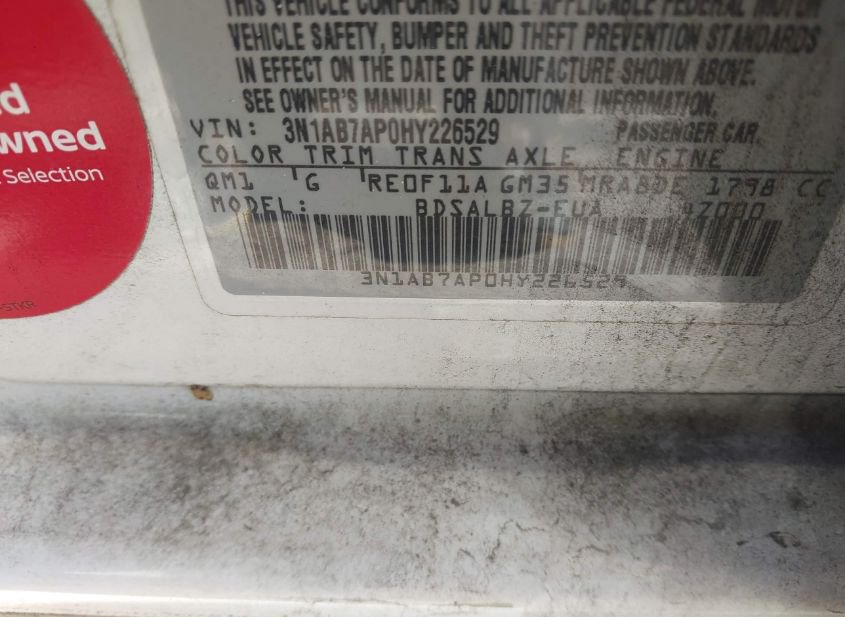 THIS VEHICLE CONFORMS TO ALL APPLICABLE FEDERAL MOTOR
VEHICLE SAFETY, BUMPER AND THEFT PREVENTION STANDARDS
IN EFFECT ON THE DATE OF MANUFACTURE SHOWN ABOVE.
SEE OWNER'S MANUAL FOR ADDITIONAL INFORMATION.
VIN: 3N1AB7AP0HY226529 PASSENGER CAR
COLOR TRIM TRANS AXLE ENGINE
QM1 G RE0F11A GM35 MRA8DE 1798 CC
MODEL: BDSALBZ-EUA
3N1AB7AP0HY226529
wned
Selection
-STKR